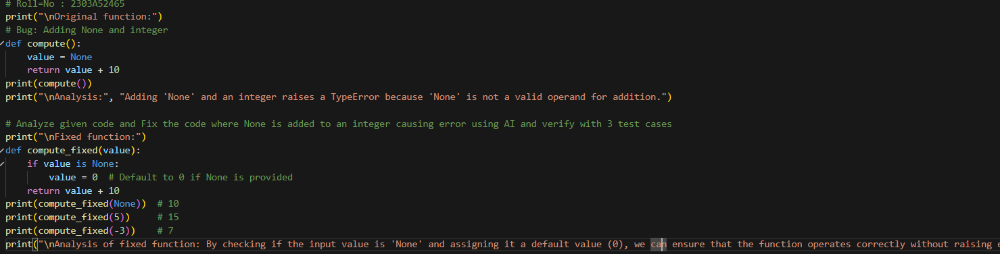 # Roll=No : 2303A52465
print("\nOriginal function:")
# Bug: Adding None and integer
def compute():
    value = None
    return value + 10
print(compute())
print("\nAnalysis:", "Adding 'None' and an integer raises a TypeError because 'None' is not a valid operand for addition.")

# Analyze given code and Fix the code where None is added to an integer causing error using AI and verify with 3 test cases
print("\nFixed function:")
def compute_fixed(value):
    if value is None:
        value = 0  # Default to 0 if None is provided
    return value + 10
print(compute_fixed(None))  # 10
print(compute_fixed(5))     # 15
print(compute_fixed(-3))    # 7
print("\nAnalysis of fixed function: By checking if the input value is 'None' and assigning it a default value (0), we can ensure that the function operates correctly without raising